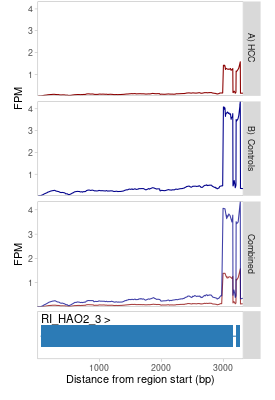 4
3
2
1
A) HCC
4
3
2
1
B) Controls
FPM
4
3
2
1
Combined
FPM
RI_HAO2_3 >
1000 2000 3000
Distance from region start (bp)